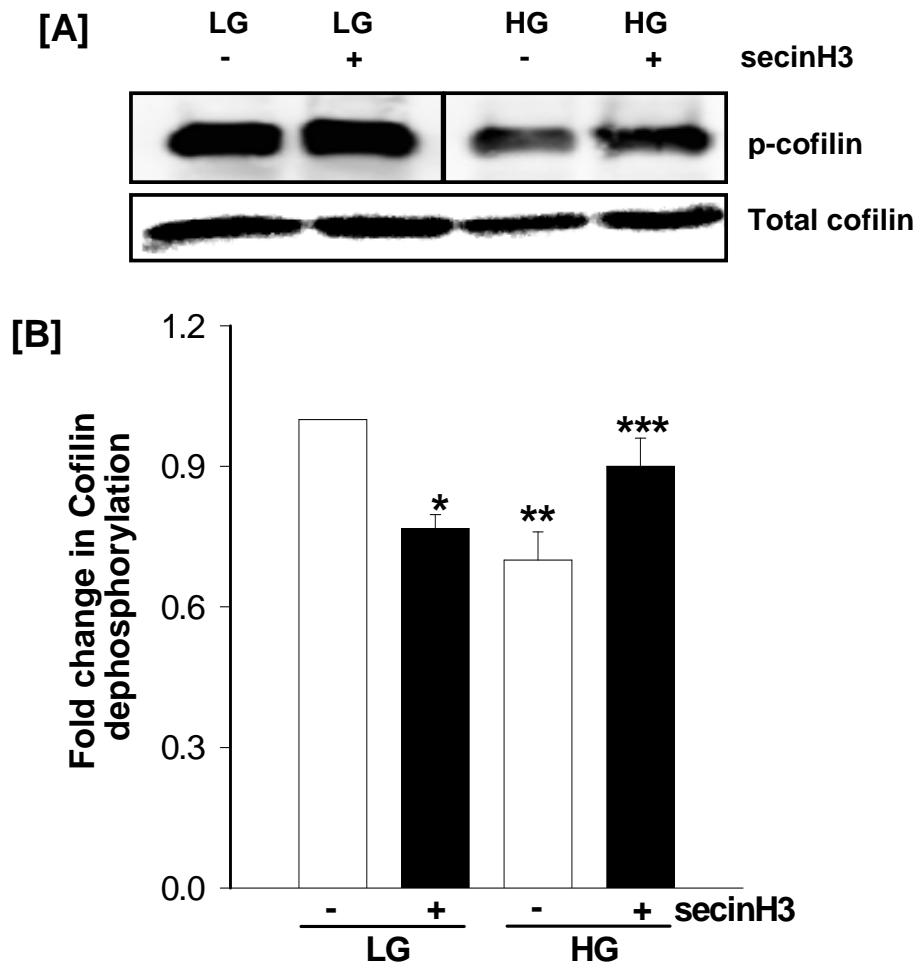 [A]
LG LG HG HG
- + - + secinH3
p-cofilin
Total cofilin
[B]
Fold change in Cofilin
dephosphorylation
1.2
0.9
0.6
0.3
0.0
* ** ***
- + - + secinH3
LG HG